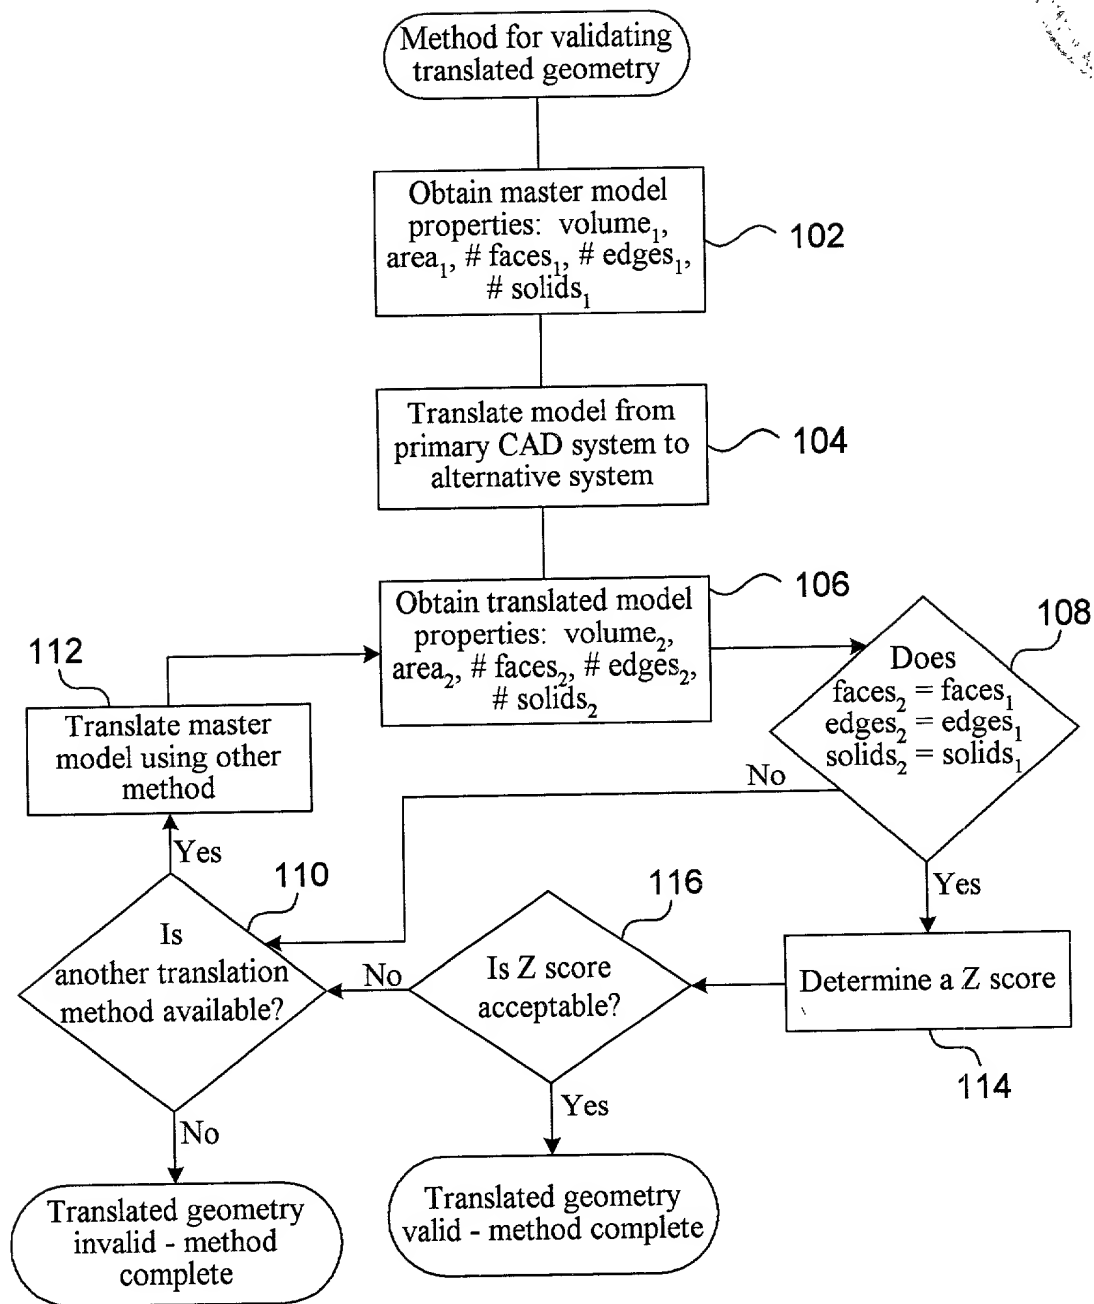 Method for validating
translated geometry
Obtain master model
properties: volume₁,
area₁, # faces₁, # edges₁,
# solids₁
102
Translate model from
primary CAD system to
alternative system
104
Obtain translated model
properties: volume₂,
area₂, # faces₂, # edges₂,
# solids₂
106
Does
faces₂ = faces₁
edges₂ = edges₁
solids₂ = solids₁
108
No
Yes
112
Translate master
model using other
method
Yes
110
Is
another translation
method available?
No
116
Is Z score
acceptable?
Determine a Z score
114
No
Yes
Translated geometry
invalid - method
complete
Translated geometry
valid - method complete